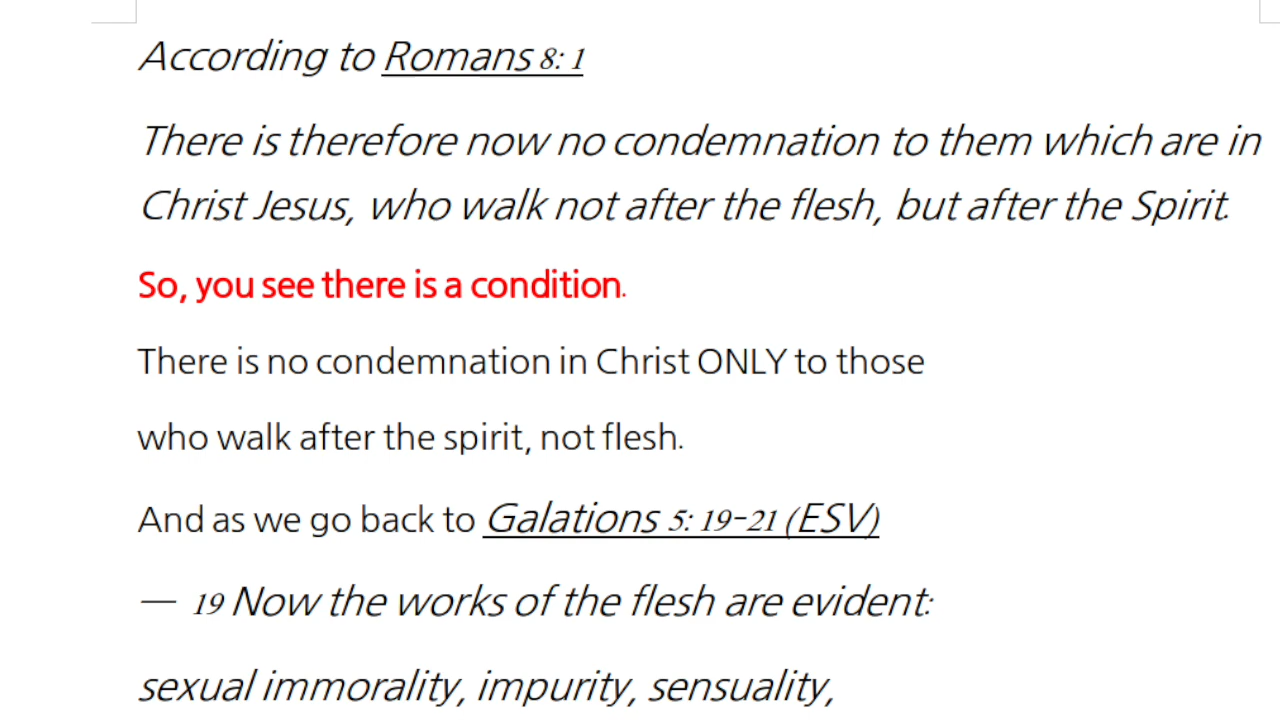 According to Romans 8: 1
There is therefore now no condemnation to them which are in
Christ Jesus, who walk not after the flesh, but after the Spirit.
So, you see there is a condition.
There is no condemnation in Christ ONLY to those
who walk after the spirit, not flesh.
And as we go back to Galations 5: 19-21 (ESV)
— 19 Now the works of the flesh are evident:
sexual immorality, impurity, sensuality,